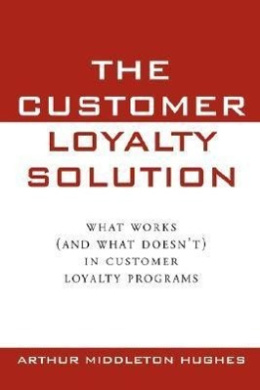 THE
CUSTOMER
LOYALTY
SOLUTION
WHAT WORKS
(AND WHAT DOESN'T)
IN CUSTOMER
LOYALTY PROGRAMS
ARTHUR MIDDLETON HUGHES